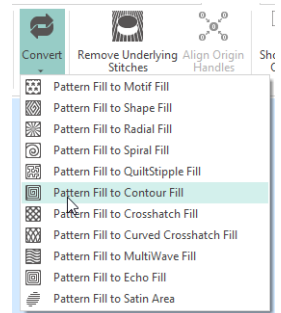 Convert
Remove Underlying
Stitches
Align Origin
Handles
Pattern Fill to Motif Fill
Pattern Fill to Shape Fill
Pattern Fill to Radial Fill
Pattern Fill to Spiral Fill
Pattern Fill to QuiltStipple Fill
Pattern Fill to Contour Fill
Pattern Fill to Crosshatch Fill
Pattern Fill to Curved Crosshatch Fill
Pattern Fill to MultiWave Fill
Pattern Fill to Echo Fill
Pattern Fill to Satin Area